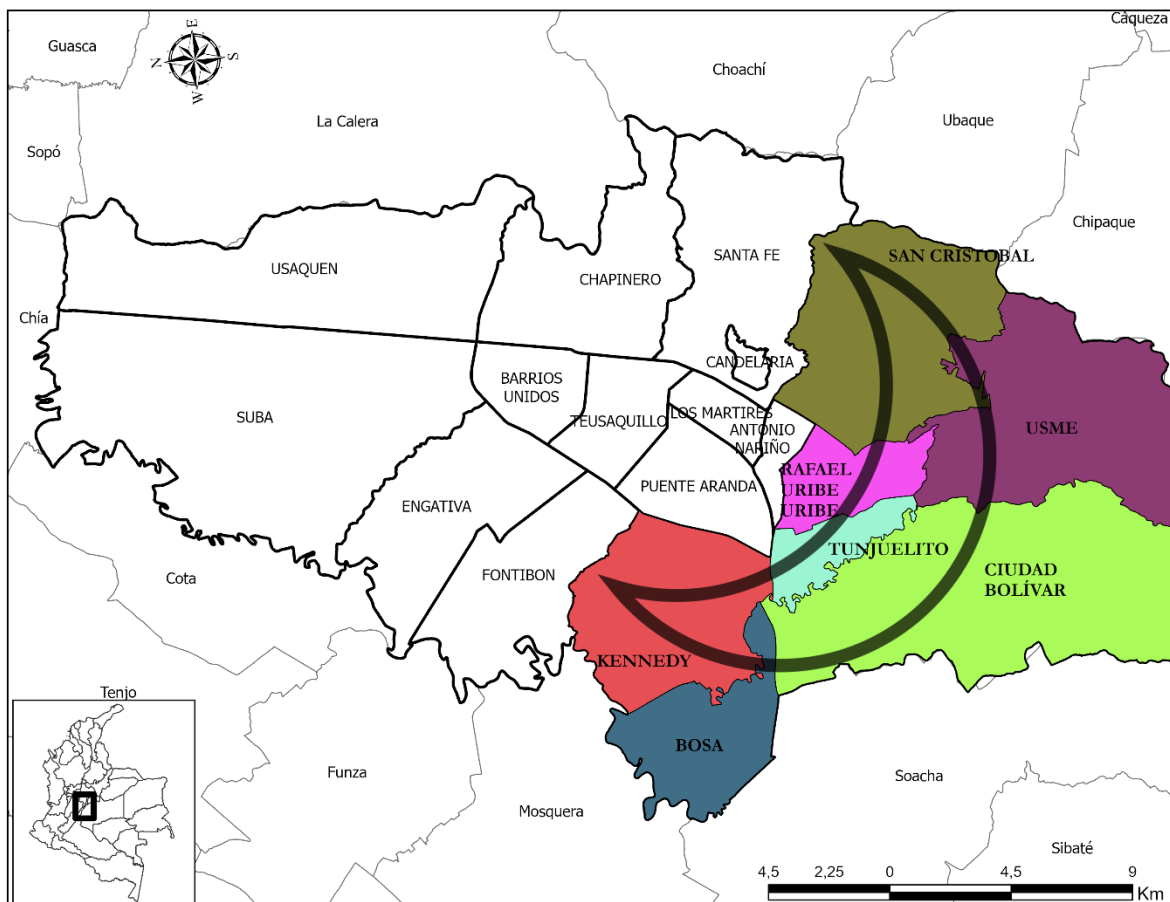 Càqueza
Guasca
E
N
S
W
Choachí
La Calera
Ubaque
Sopó
Chipaque
USAQUEN
CHAPINERO
SANTA FE
SAN CRISTOBAL
Chía
CANDELARIA
BARRIOS
UNIDOS
SUBA
TEUSAQUILLO
LOS MARTIRES
ANTONIO
NARIÑO
USME
RAFAEL
URIBE
URIBE
PUENTE ARANDA
ENGATIVA
TUNJUELITO
FONTIBON
Cota
CIUDAD
BOLÍVAR
KENNEDY
Tenjo
BOSA
Funza
Soacha
Mosquera
Sibaté
4,5 2,25 0 4,5 9
Km